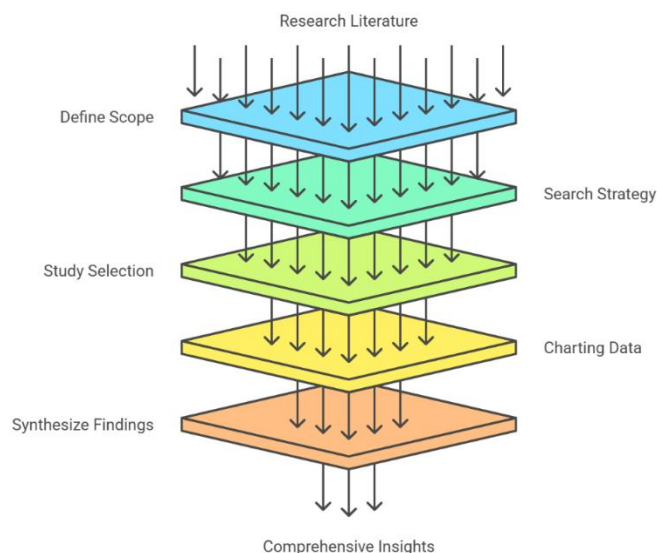 Research Literature
Define Scope
Search Strategy
Study Selection
Charting Data
Synthesize Findings
Comprehensive Insights